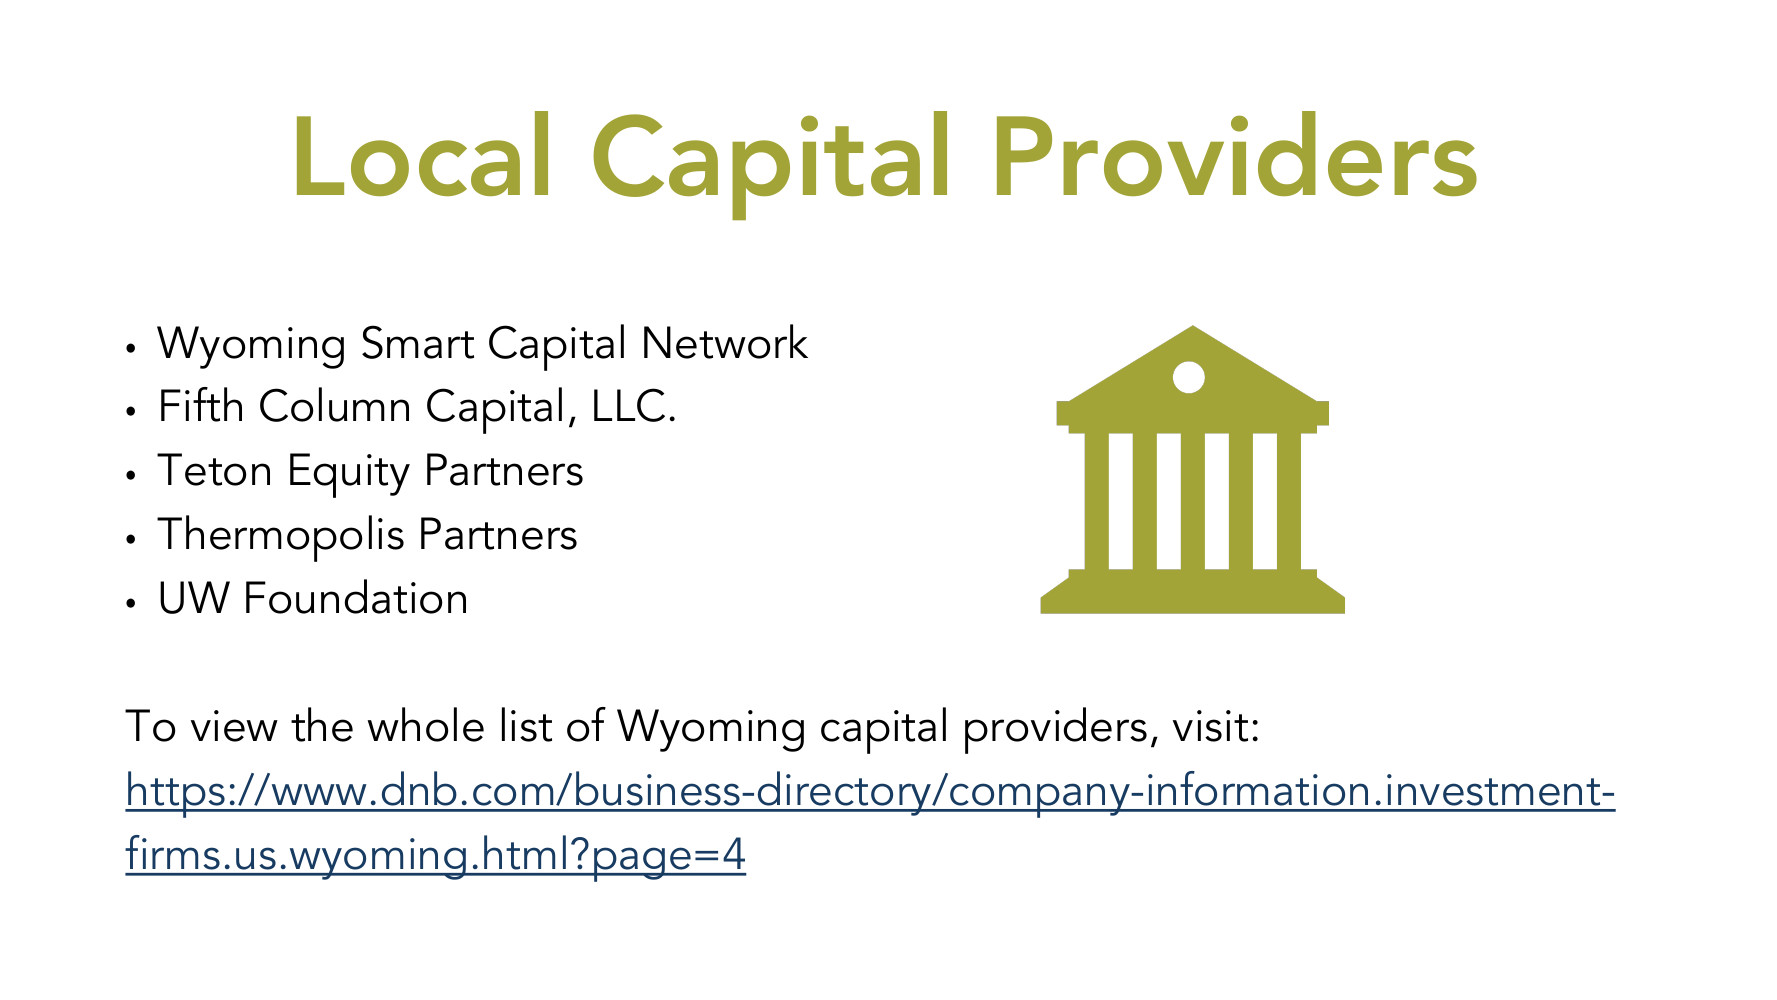 Local Capital Providers
• Wyoming Smart Capital Network
• Fifth Column Capital, LLC.
• Teton Equity Partners
• Thermopolis Partners
• UW Foundation
To view the whole list of Wyoming capital providers, visit:
https://www.dnb.com/business-directory/company-information.investment-
firms.us.wyoming.html?page=4